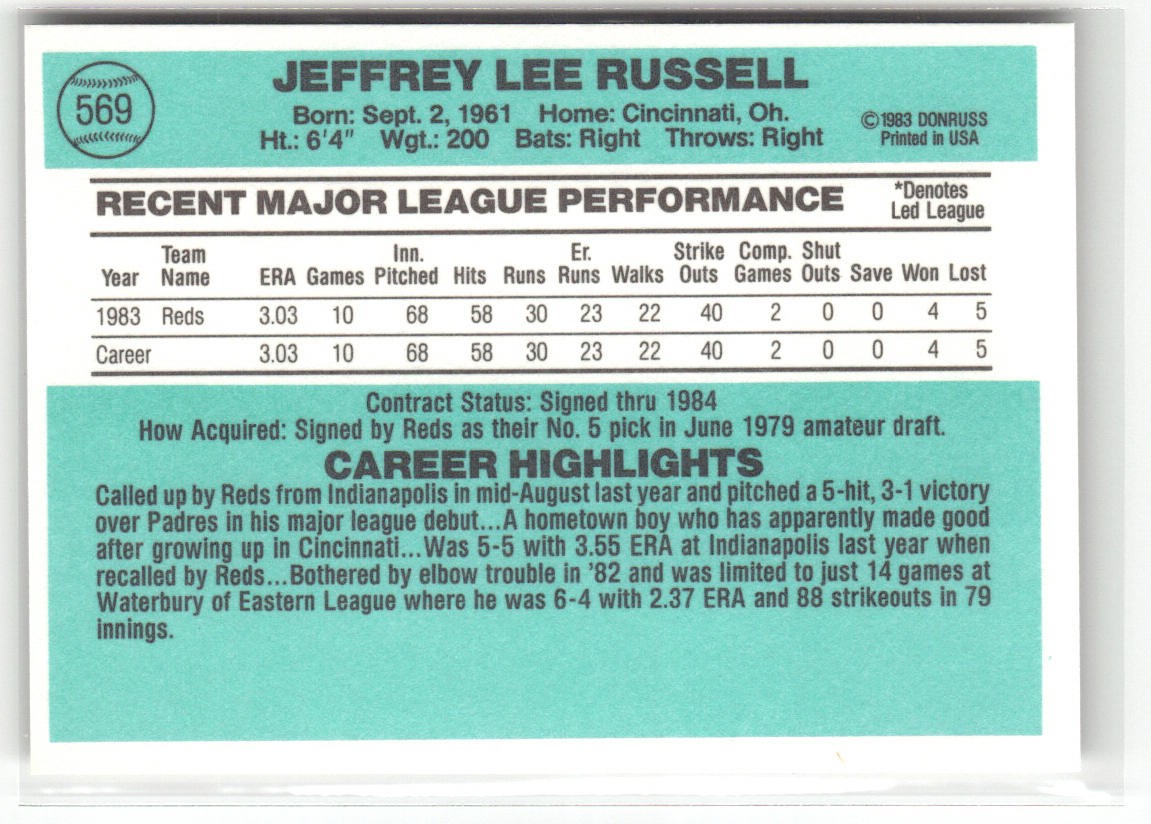 569
JEFFREY LEE RUSSELL
Born: Sept. 2, 1961 Home: Cincinnati, Oh.
Ht.: 6'4" Wgt.: 200 Bats: Right Throws: Right
©1983 DONRUSS
Printed in USA
RECENT MAJOR LEAGUE PERFORMANCE
*Denotes
Led League
Year Team Name ERA Games Inn. Pitched Hits Runs Er. Runs Walks Strike Outs Comp. Games Shut Outs Save Won Lost
1983 Reds 3.03 10 68 58 30 23 22 40 2 0 0 4 5
Career 3.03 10 68 58 30 23 22 40 2 0 0 4 5
Contract Status: Signed thru 1984
How Acquired: Signed by Reds as their No. 5 pick in June 1979 amateur draft.
CAREER HIGHLIGHTS
Called up by Reds from Indianapolis in mid-August last year and pitched a 5-hit, 3-1 victory
over Padres in his major league debut...A hometown boy who has apparently made good
after growing up in Cincinnati...Was 5-5 with 3.55 ERA at Indianapolis last year when
recalled by Reds...Bothered by elbow trouble in '82 and was limited to just 14 games at
Waterbury of Eastern League where he was 6-4 with 2.37 ERA and 88 strikeouts in 79
innings.